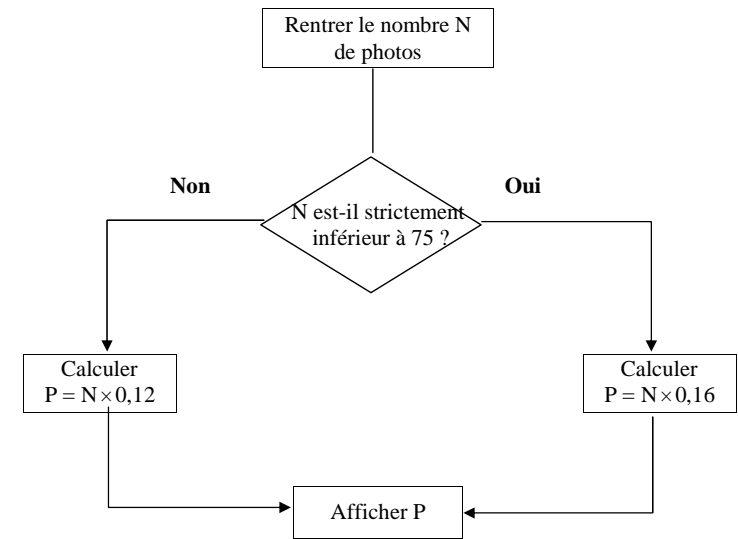 Rentrer le nombre N
de photos
Non
Oui
N est-il strictement
inférieur à 75 ?
Calculer
P = N×0,12
Calculer
P = N×0,16
Afficher P